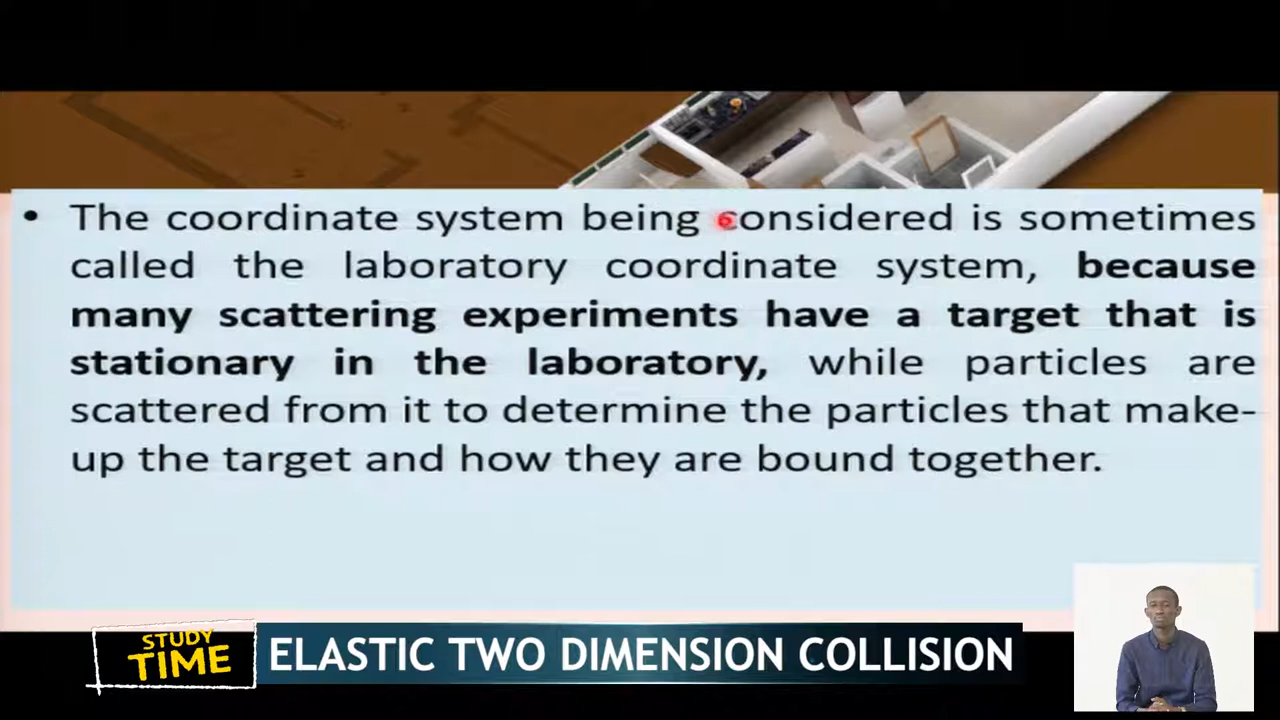 • The coordinate system being considered is sometimes
called the laboratory coordinate system, because
many scattering experiments have a target that is
stationary in the laboratory, while particles are
scattered from it to determine the particles that make-
up the target and how they are bound together.
STUDY
TIME
ELASTIC TWO DIMENSION COLLISION